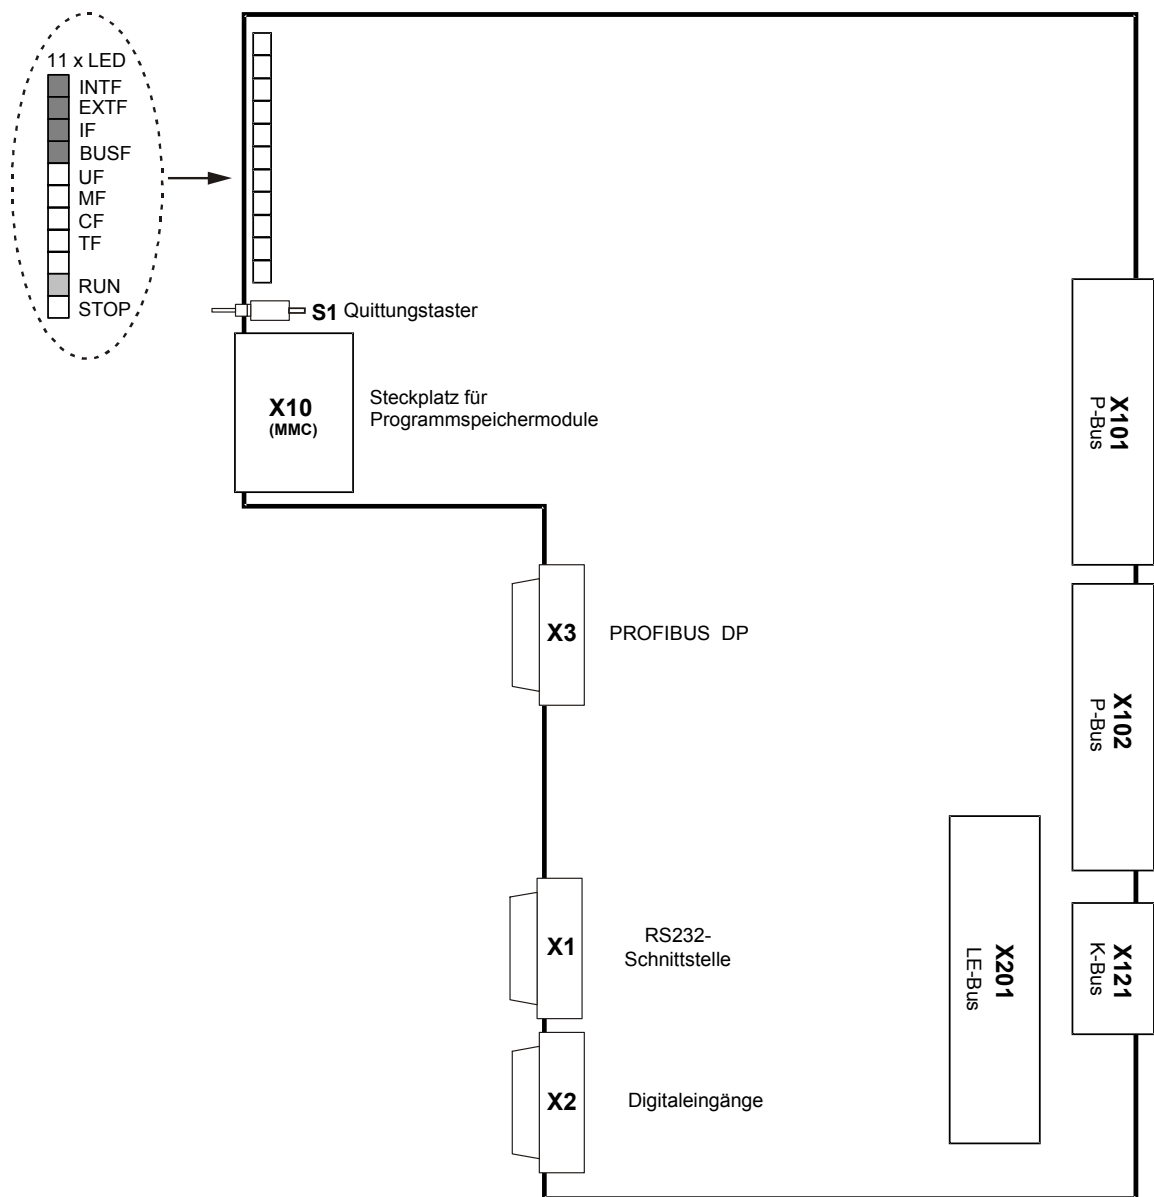 11 x LED
INTF
EXTF
IF
BUSF
UF
MF
CF
TF
RUN
STOP
S1 Quittungstaster
X10
(MMC)
Steckplatz für
Programmspeichermodule
X101
P-Bus
X3
PROFIBUS DP
X102
P-Bus
X1
RS232-
Schnittstelle
X201
LE-Bus
X121
K-Bus
X2
Digitaleingänge